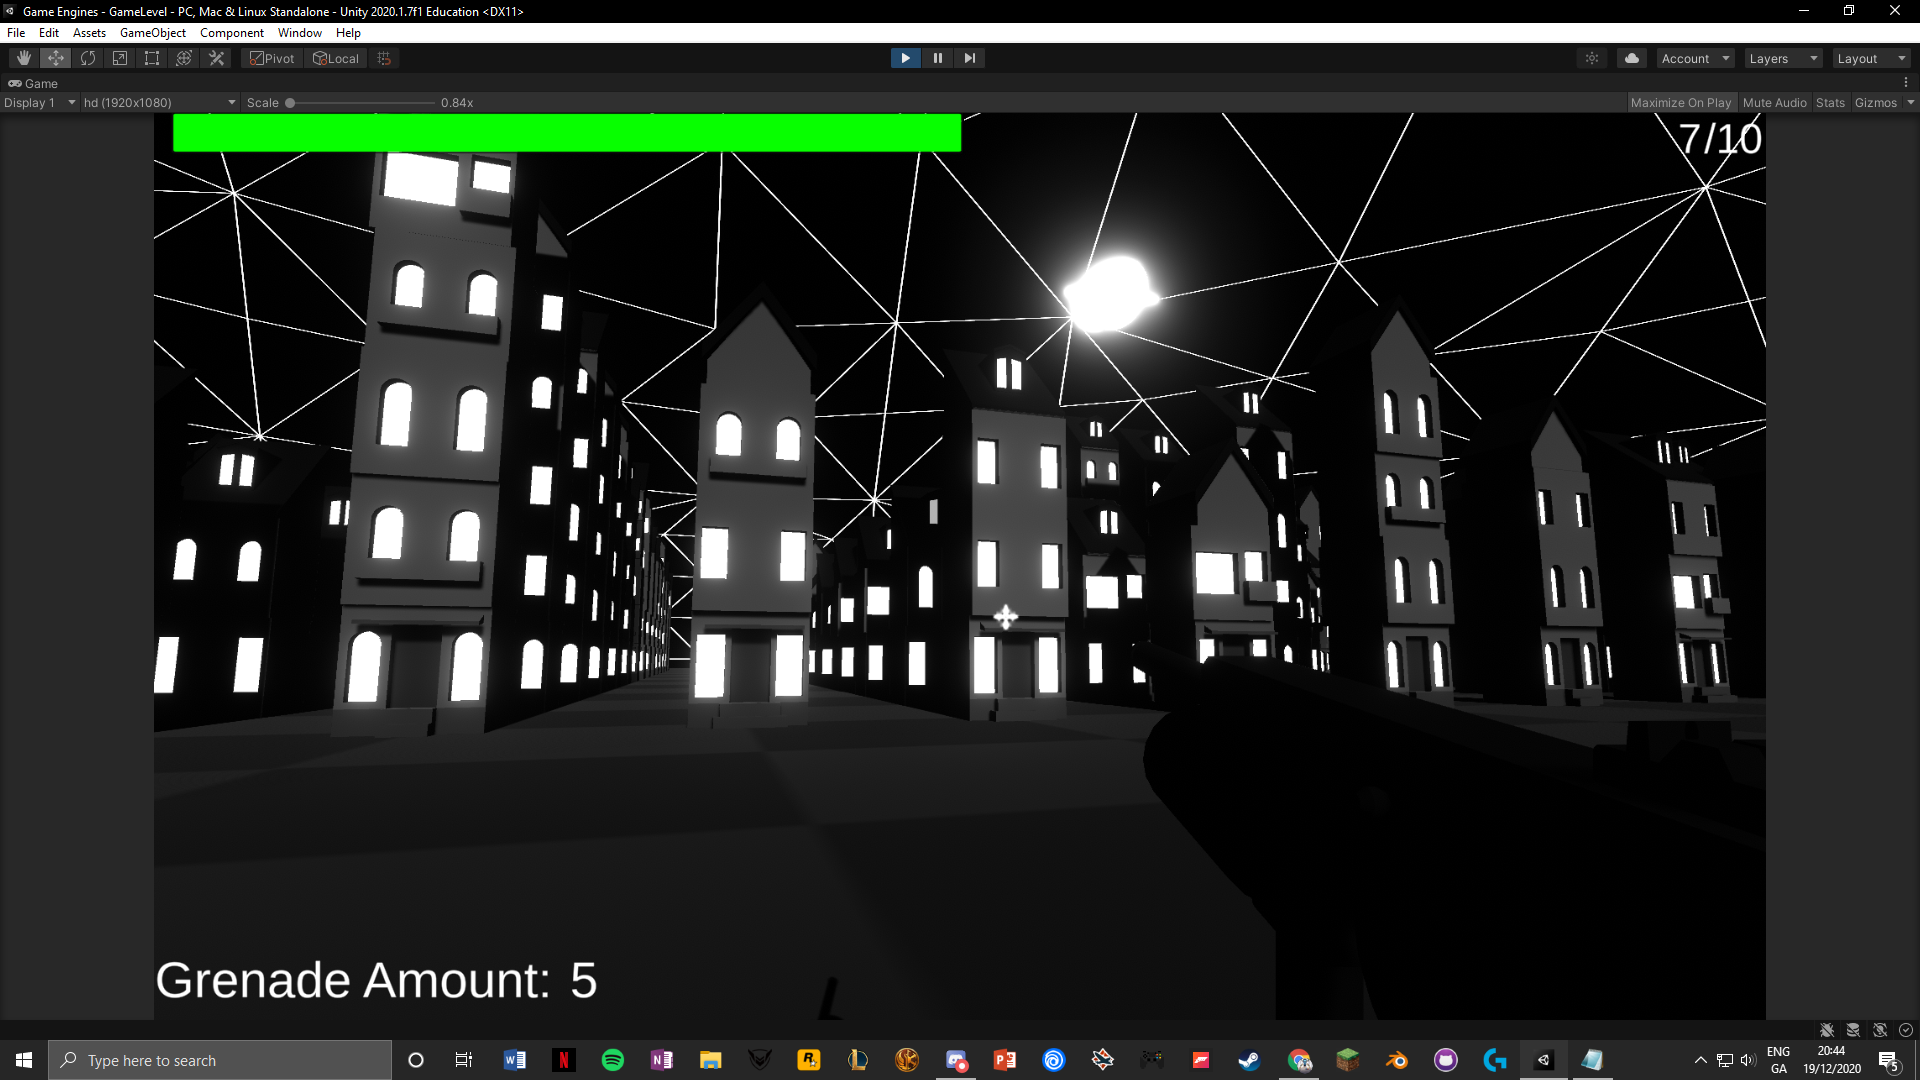 Game Engines - GameLevel - PC, Mac & Linux Standalone - Unity 2020.1.7f1 Education <DX11>
File Edit Assets GameObject Component Window Help
Pivot Local Account Layers Layout
Game
Display 1 hd (1920x1080) Scale 0.84x Maximize On Play Mute Audio Stats Gizmos
7/10
Grenade Amount: 5
Type here to search
ENG 20:44
GA 19/12/2020 5